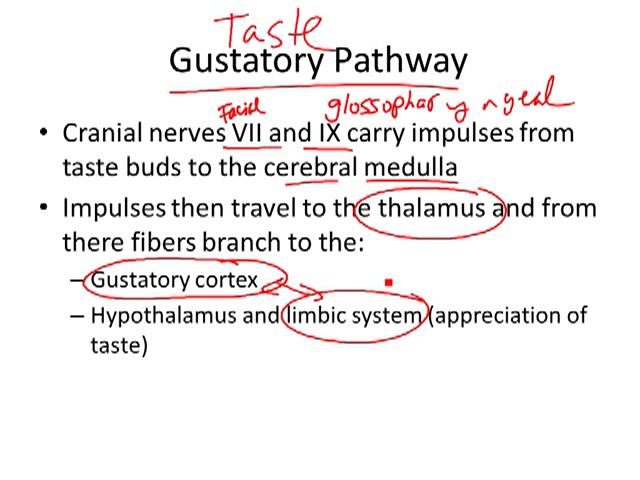 Taste
Gustatory Pathway
Facial glossopharyngeal
• Cranial nerves VII and IX carry impulses from
taste buds to the cerebral medulla
• Impulses then travel to the thalamus and from
there fibers branch to the:
– Gustatory cortex
– Hypothalamus and limbic system (appreciation of
taste)